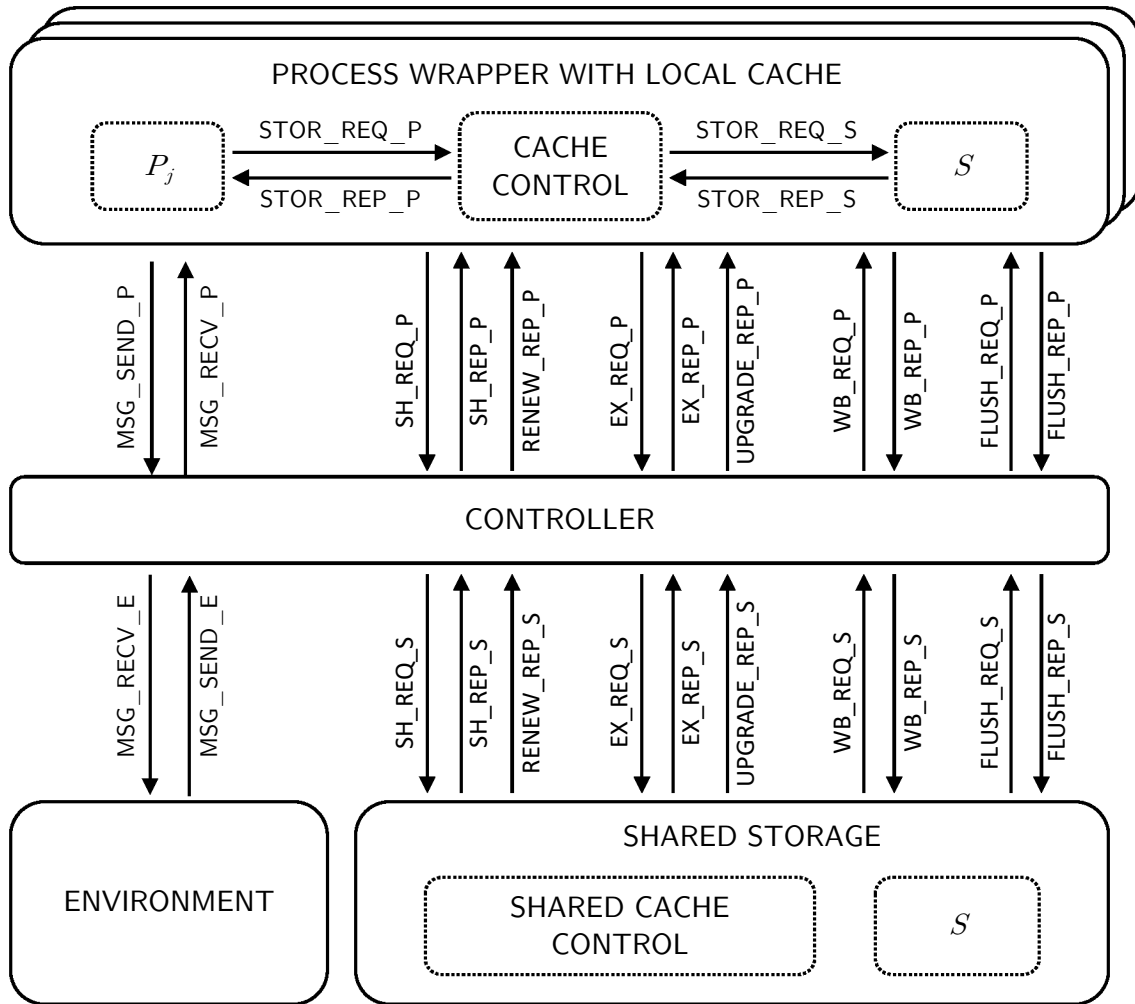 PROCESS WRAPPER WITH LOCAL CACHE
P_j
STOR_REQ_P
STOR_REP_P
CACHE
CONTROL
STOR_REQ_S
STOR_REP_S
S
MSG_SEND_P
MSG_RECV_P
SH_REQ_P
SH_REP_P
RENEW_REP_P
EX_REQ_P
EX_REP_P
UPGRADE_REP_P
WB_REQ_P
WB_REP_P
FLUSH_REQ_P
FLUSH_REP_P
CONTROLLER
MSG_RECV_E
MSG_SEND_E
SH_REQ_S
SH_REP_S
RENEW_REP_S
EX_REQ_S
EX_REP_S
UPGRADE_REP_S
WB_REQ_S
WB_REP_S
FLUSH_REQ_S
FLUSH_REP_S
ENVIRONMENT
SHARED STORAGE
SHARED CACHE
CONTROL
S